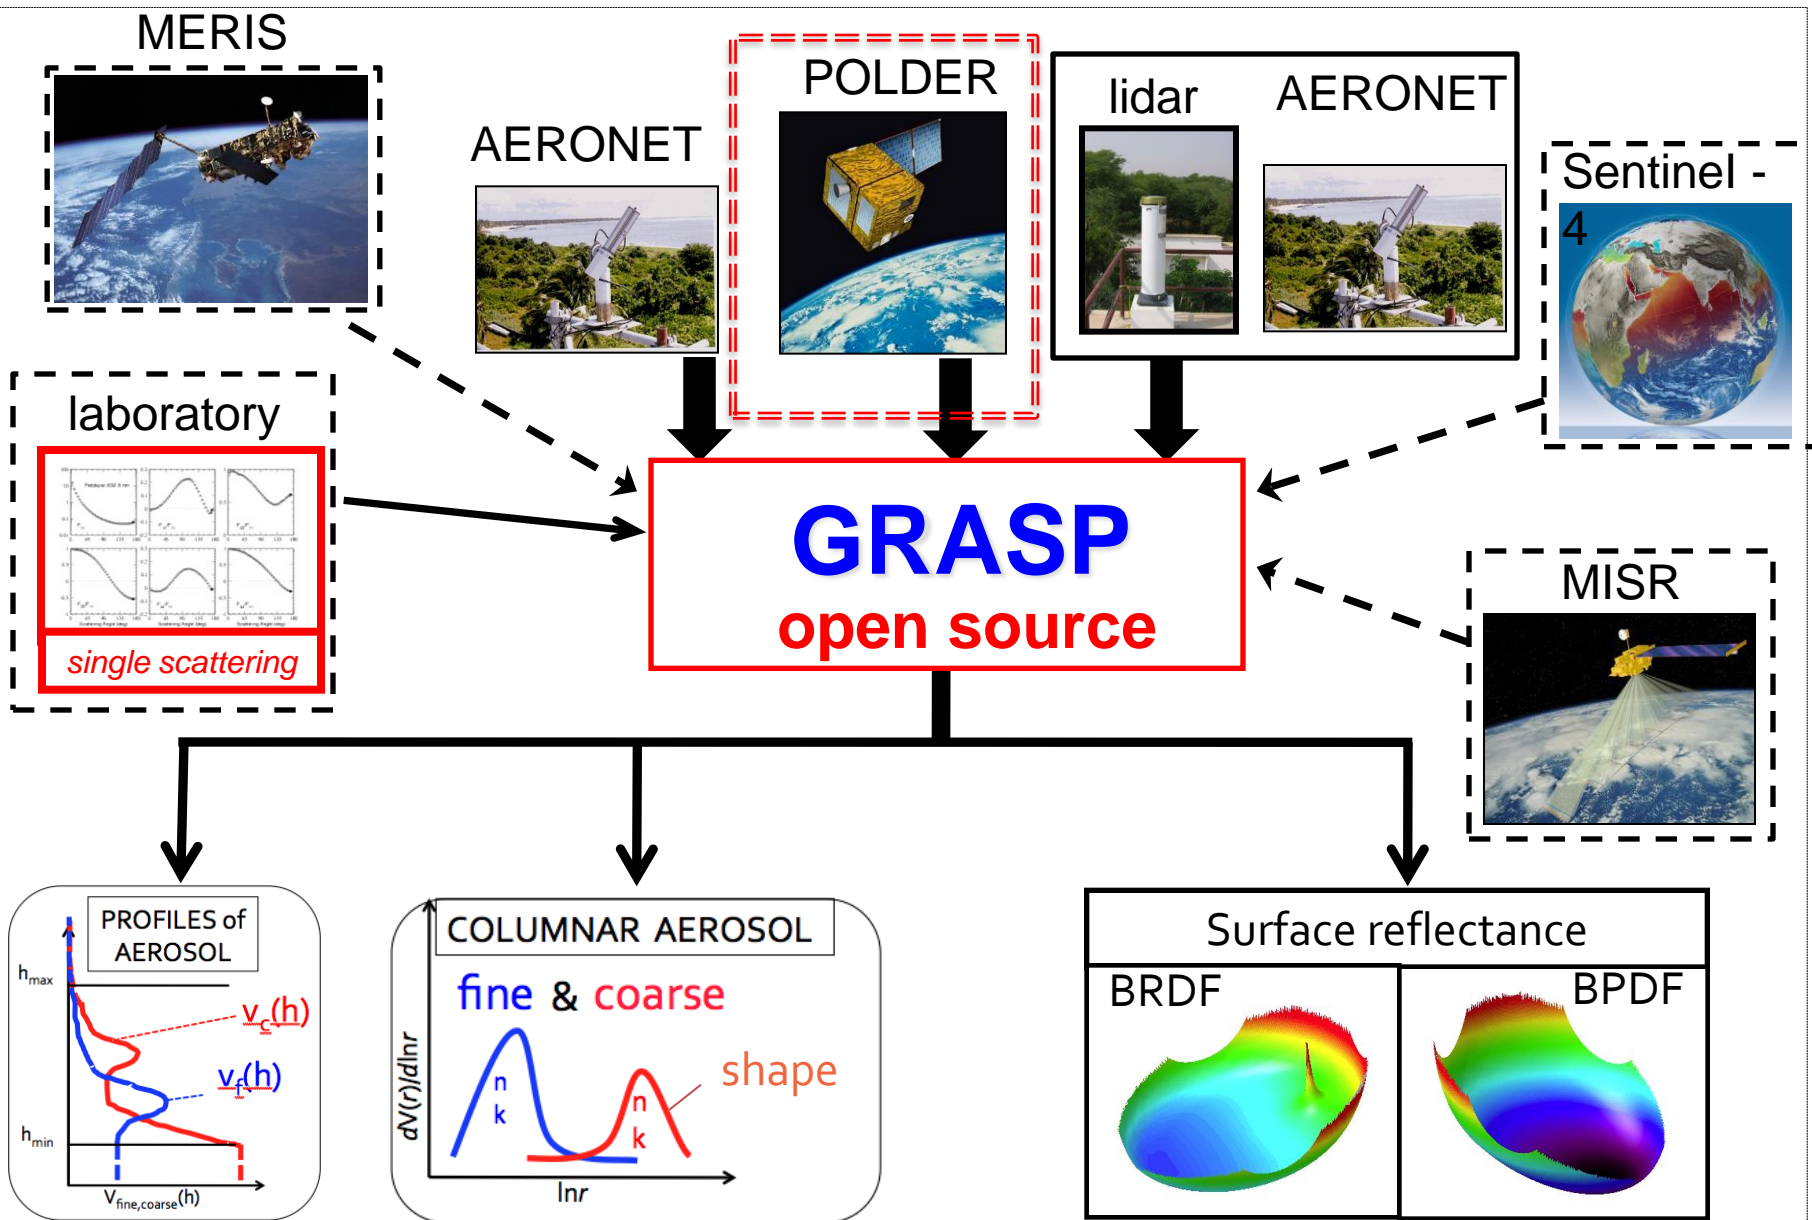 MERIS
POLDER
lidar
AERONET
AERONET
Sentinel -
4
laboratory
single scattering
GRASP
open source
MISR
PROFILES of
AEROSOL
h_max
v_c(h)
v_f(h)
h_min
V_fine,coarse(h)
COLUMNAR AEROSOL
fine & coarse
shape
n
k
n
k
dV(r)/dlnr
lnr
Surface reflectance
BRDF
BPDF